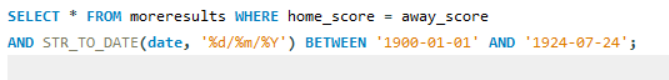 SELECT * FROM moreresults WHERE home_score = away_score
AND STR_TO_DATE(date, '%d/%m/%Y') BETWEEN '1900-01-01' AND '1924-07-24';